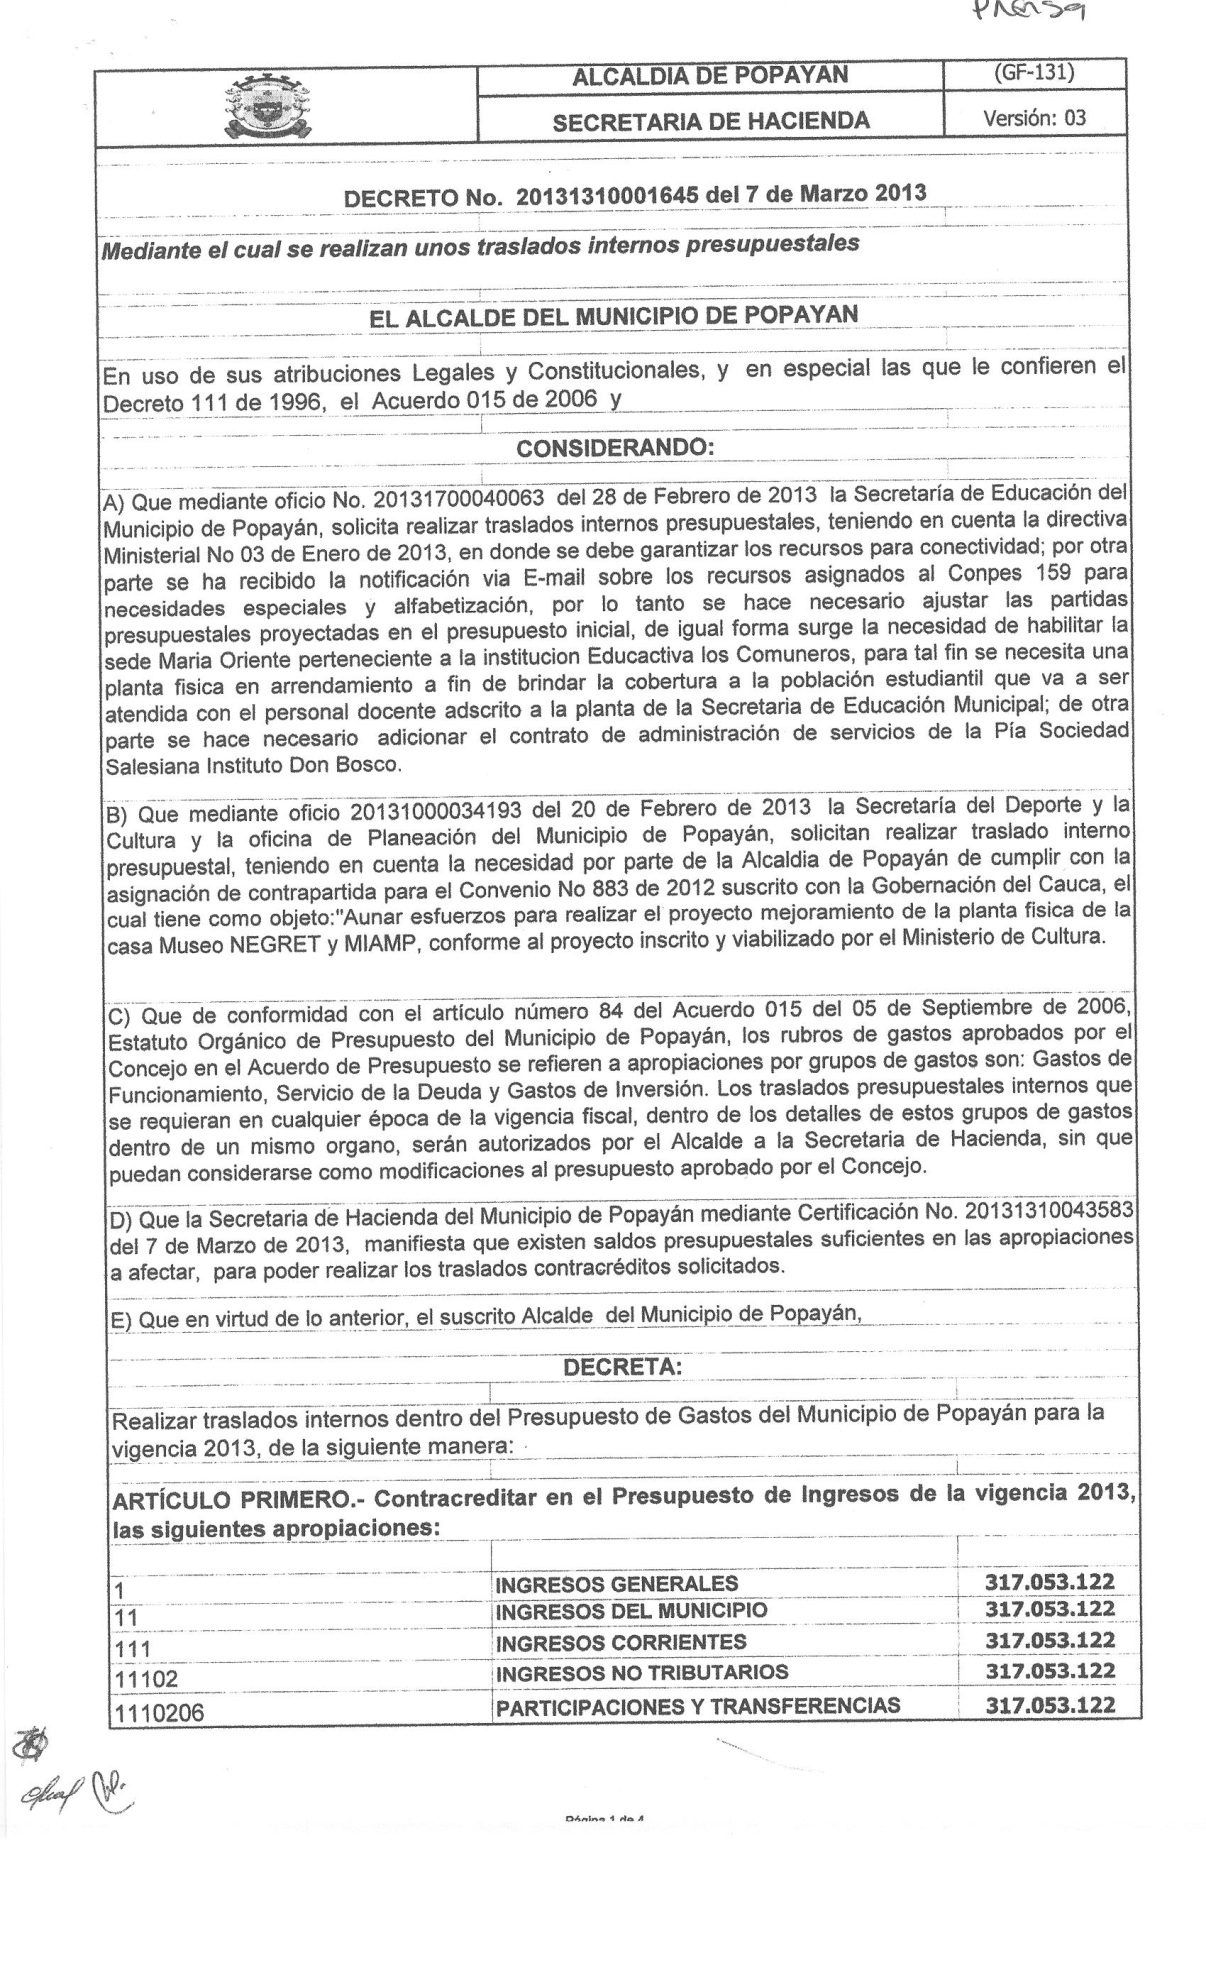 Prensa
ALCALDIA DE POPAYAN
(GF-131)
SECRETARIA DE HACIENDA
Versión: 03
DECRETO No. 20131310001645 del 7 de Marzo 2013
Mediante el cual se realizan unos traslados internos presupuestales
EL ALCALDE DEL MUNICIPIO DE POPAYAN
En uso de sus atribuciones Legales y Constitucionales, y en especial las que le confieren el
Decreto 111 de 1996, el Acuerdo 015 de 2006 y
CONSIDERANDO:
A) Que mediante oficio No. 20131700040063 del 28 de Febrero de 2013 la Secretaría de Educación del
Municipio de Popayán, solicita realizar traslados internos presupuestales, teniendo en cuenta la directiva
Ministerial No 03 de Enero de 2013, en donde se debe garantizar los recursos para conectividad; por otra
parte se ha recibido la notificación via E-mail sobre los recursos asignados al Conpes 159 para
necesidades especiales y alfabetización, por lo tanto se hace necesario ajustar las partidas
presupuestales proyectadas en el presupuesto inicial, de igual forma surge la necesidad de habilitar la
sede Maria Oriente perteneciente a la institucion Educactiva los Comuneros, para tal fin se necesita una
planta fisica en arrendamiento a fin de brindar la cobertura a la población estudiantil que va a ser
atendida con el personal docente adscrito a la planta de la Secretaria de Educación Municipal; de otra
parte se hace necesario adicionar el contrato de administración de servicios de la Pía Sociedad
Salesiana Instituto Don Bosco.
B) Que mediante oficio 20131000034193 del 20 de Febrero de 2013 la Secretaría del Deporte y la
Cultura y la oficina de Planeación del Municipio de Popayán, solicitan realizar traslado interno
presupuestal, teniendo en cuenta la necesidad por parte de la Alcaldia de Popayán de cumplir con la
asignación de contrapartida para el Convenio No 883 de 2012 suscrito con la Gobernación del Cauca, el
cual tiene como objeto:"Aunar esfuerzos para realizar el proyecto mejoramiento de la planta fisica de la
casa Museo NEGRET y MIAMP, conforme al proyecto inscrito y viabilizado por el Ministerio de Cultura.
C) Que de conformidad con el artículo número 84 del Acuerdo 015 del 05 de Septiembre de 2006,
Estatuto Orgánico de Presupuesto del Municipio de Popayán, los rubros de gastos aprobados por el
Concejo en el Acuerdo de Presupuesto se refieren a apropiaciones por grupos de gastos son: Gastos de
Funcionamiento, Servicio de la Deuda y Gastos de Inversión. Los traslados presupuestales internos que
se requieran en cualquier época de la vigencia fiscal, dentro de los detalles de estos grupos de gastos
dentro de un mismo organo, serán autorizados por el Alcalde a la Secretaria de Hacienda, sin que
puedan considerarse como modificaciones al presupuesto aprobado por el Concejo.
D) Que la Secretaria de Hacienda del Municipio de Popayán mediante Certificación No. 20131310043583
del 7 de Marzo de 2013, manifiesta que existen saldos presupuestales suficientes en las apropiaciones
a afectar, para poder realizar los traslados contracréditos solicitados.
E) Que en virtud de lo anterior, el suscrito Alcalde del Municipio de Popayán,
DECRETA:
Realizar traslados internos dentro del Presupuesto de Gastos del Municipio de Popayán para la
vigencia 2013, de la siguiente manera:
ARTÍCULO PRIMERO.- Contracreditar en el Presupuesto de Ingresos de la vigencia 2013,
las siguientes apropiaciones:
1 INGRESOS GENERALES 317.053.122
11 INGRESOS DEL MUNICIPIO 317.053.122
111 INGRESOS CORRIENTES 317.053.122
11102 INGRESOS NO TRIBUTARIOS 317.053.122
1110206 PARTICIPACIONES Y TRANSFERENCIAS 317.053.122
Página 1 de 4